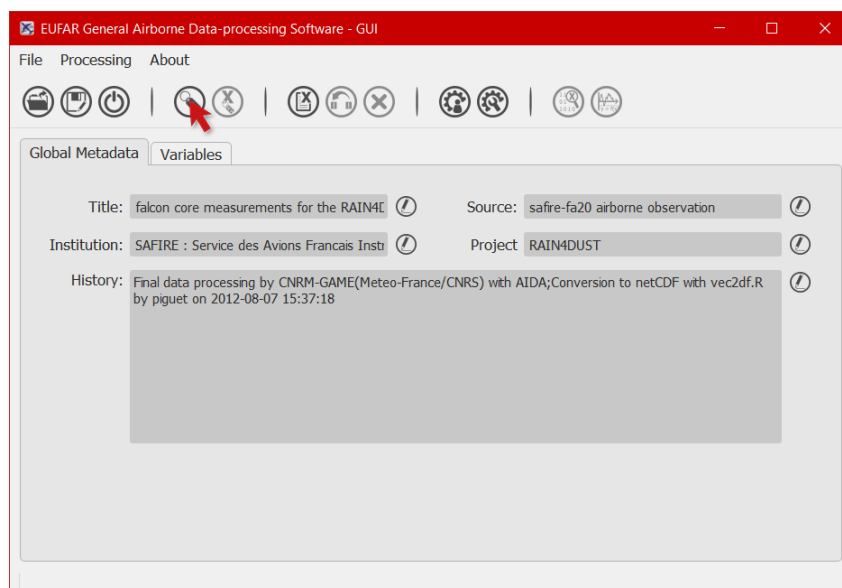 EUFAR General Airborne Data-processing Software - GUI
File Processing About
Global Metadata Variables
Title: falcon core measurements for the RAIN4D Source: safire-fa20 airborne observation
Institution: SAFIRE : Service des Avions Francais Instr Project RAIN4DUST
History: Final data processing by CNRM-GAME(Meteo-France/CNRS) with AIDA;Conversion to netCDF with vec2df.R
by piguet on 2012-08-07 15:37:18